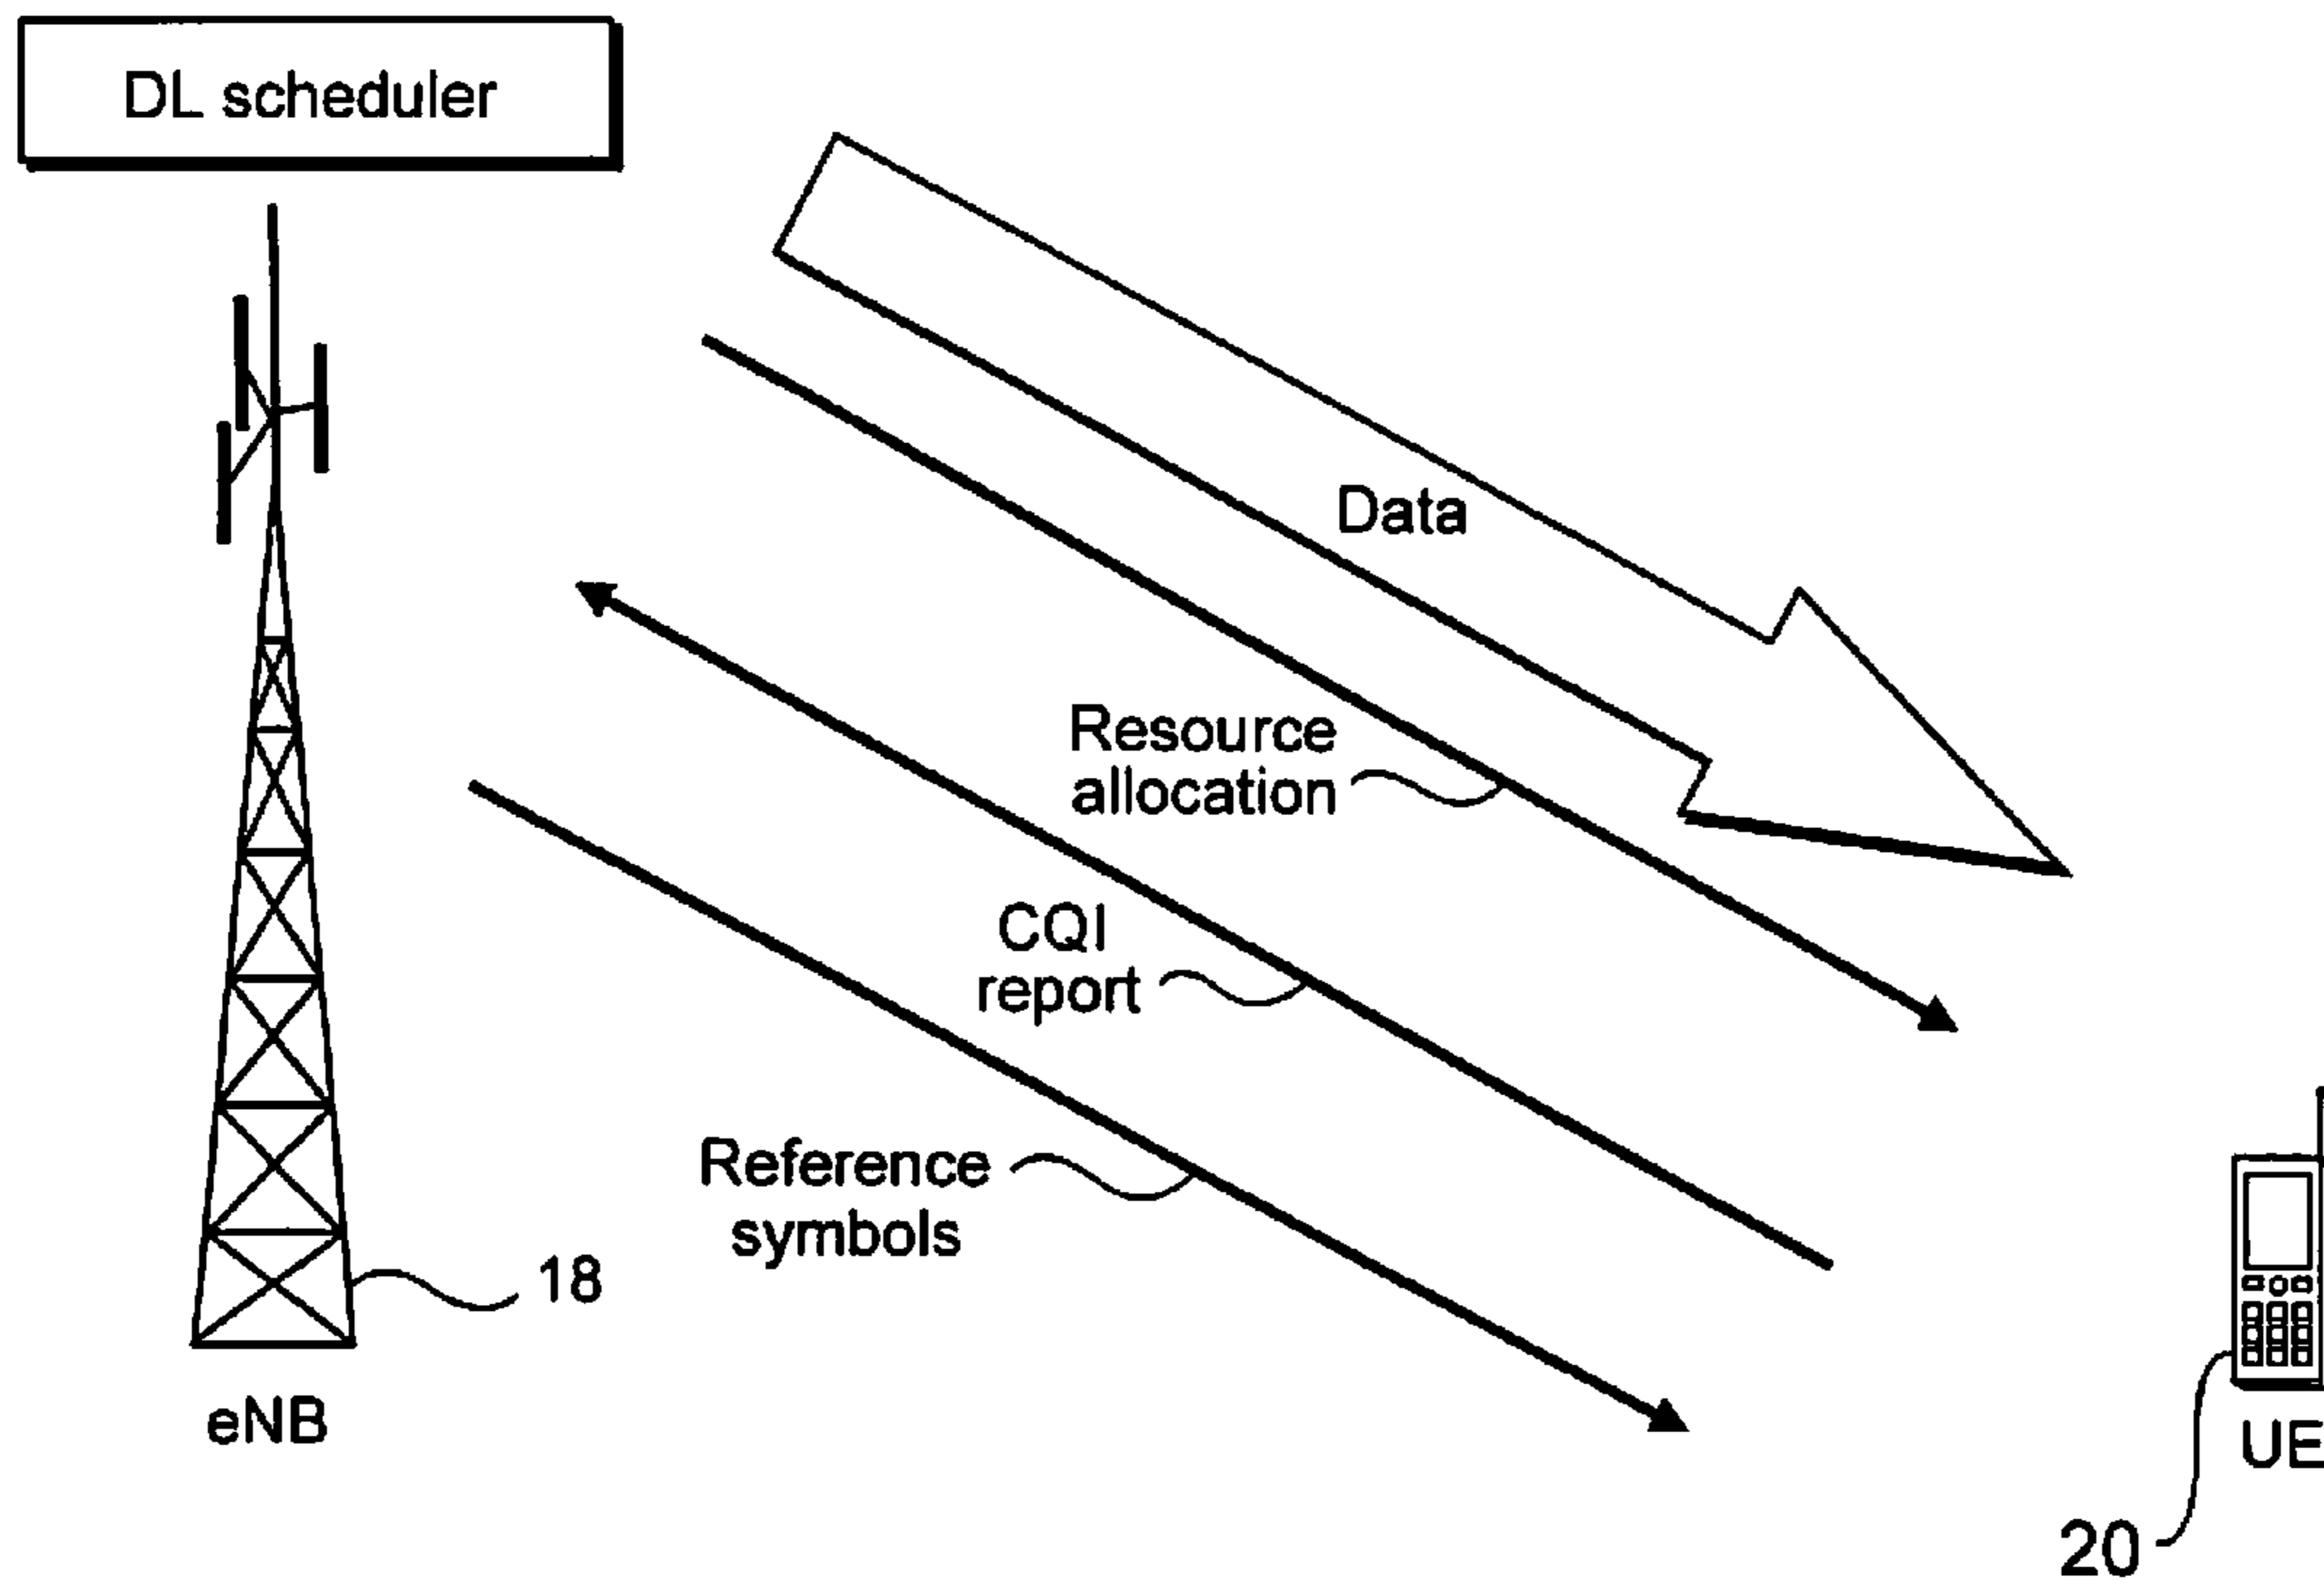 DL scheduler
Data
Resource
allocation
CQI
report
Reference
symbols
18
eNB
UE
20